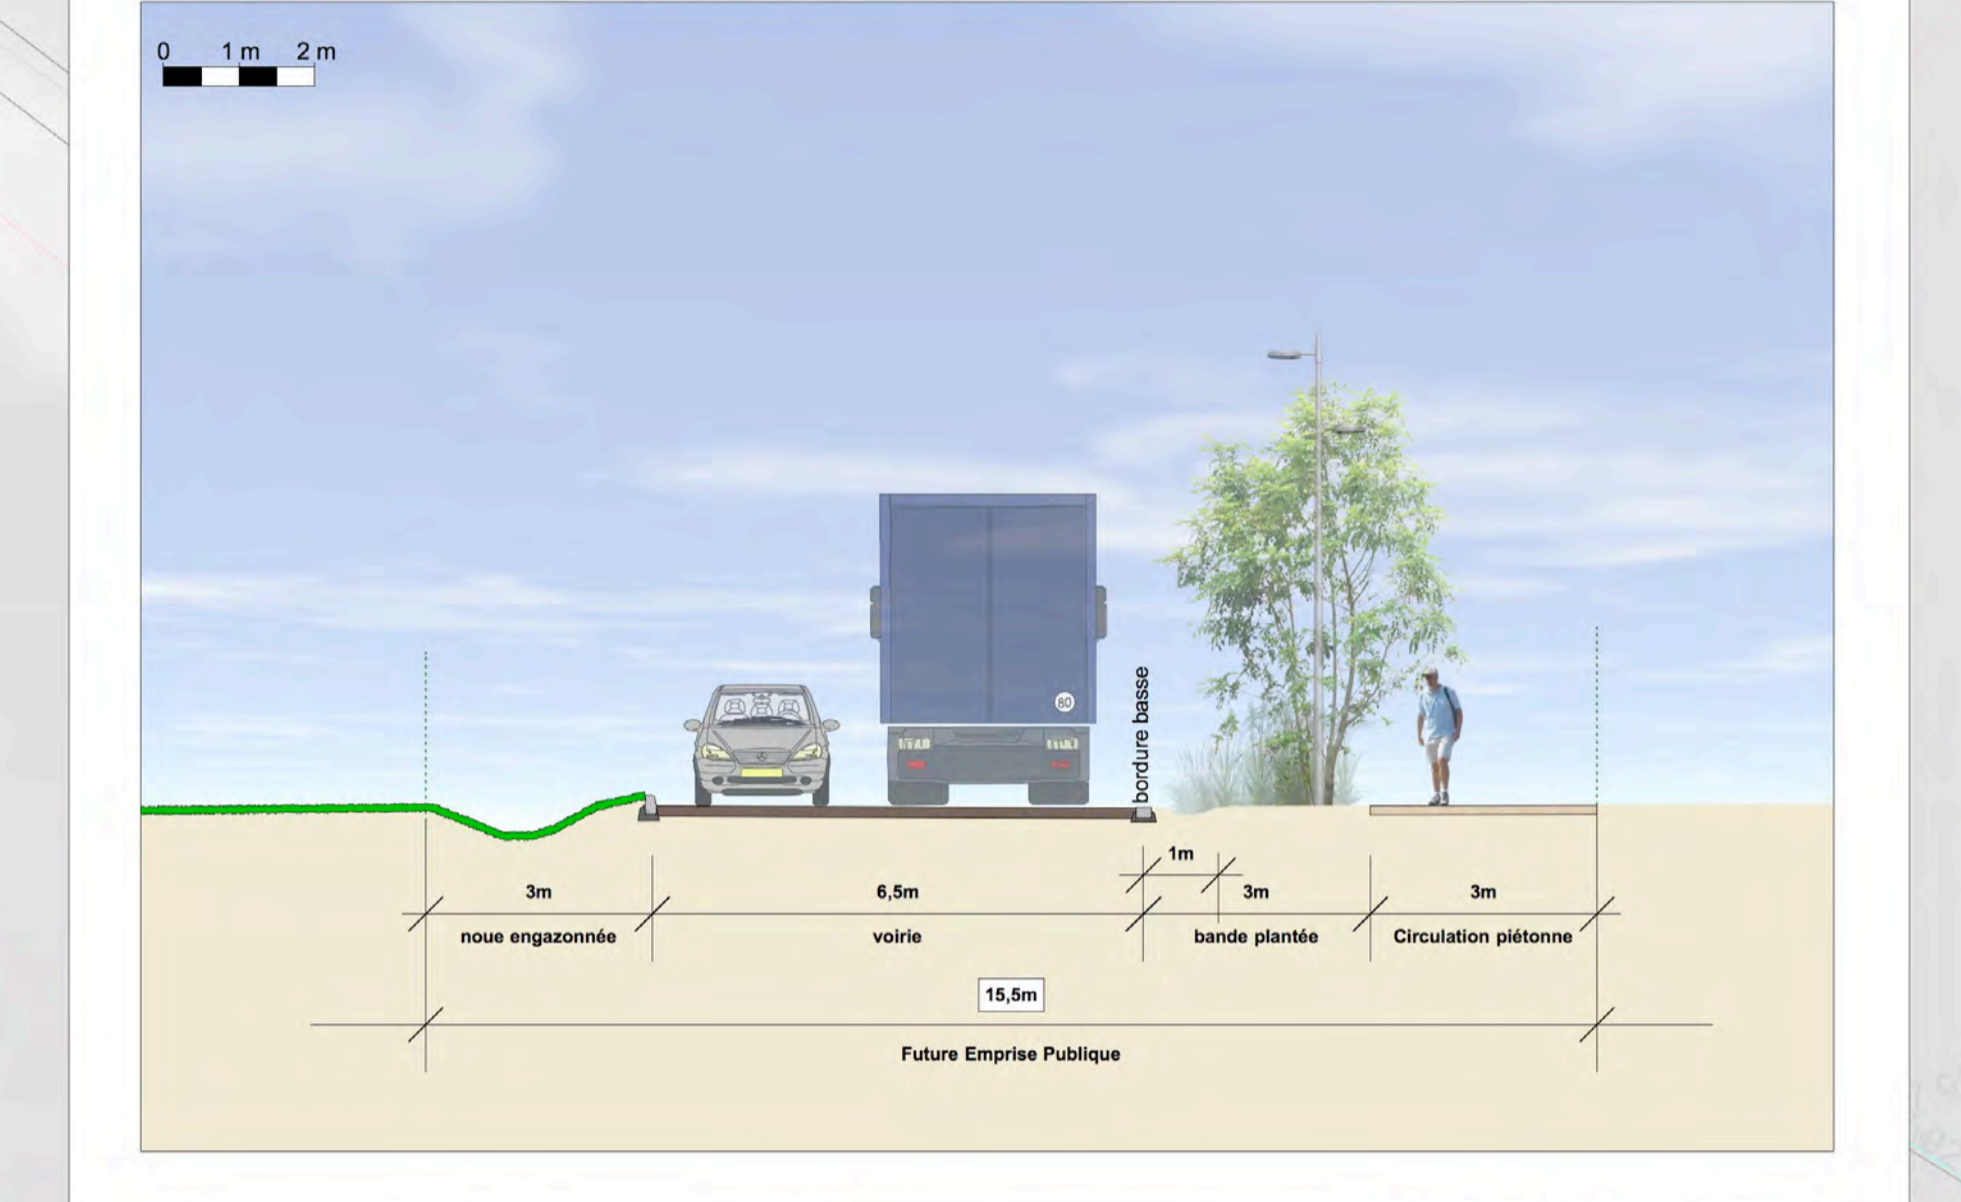 0 1 m 2 m
80
bordure basse
1m
3m 6,5m 3m 3m
noue engazonnée voirie bande plantée Circulation piétonne
15,5m
Future Emprise Publique